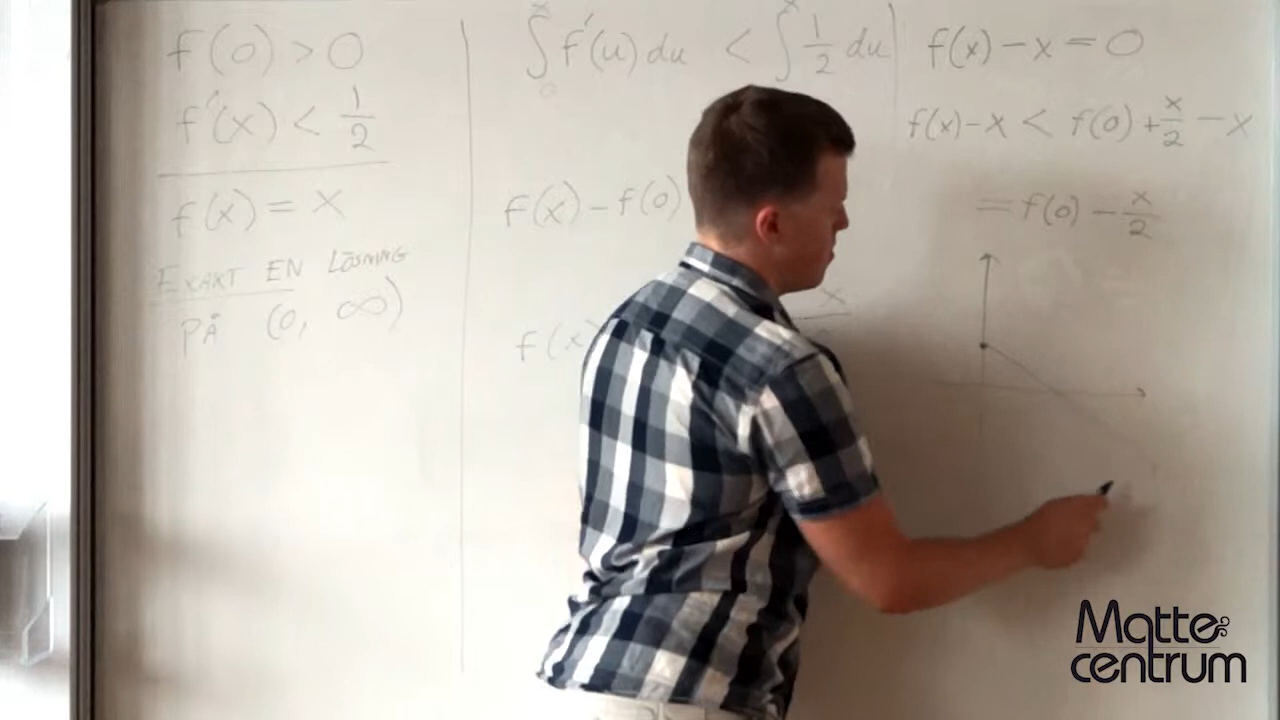 f(0) > 0
f'(x) < 1/2
f(x) = x
EXAKT EN LÖSNING
PÅ (0, ∞)
∫₀ˣ f'(u) du < ∫ˣ 1/2 du
f(x) - f(0)
f(x)
x
f(x) - x = 0
f(x) - x < f(0) + x/2 - x
= f(0) - x/2
Matte
centrum